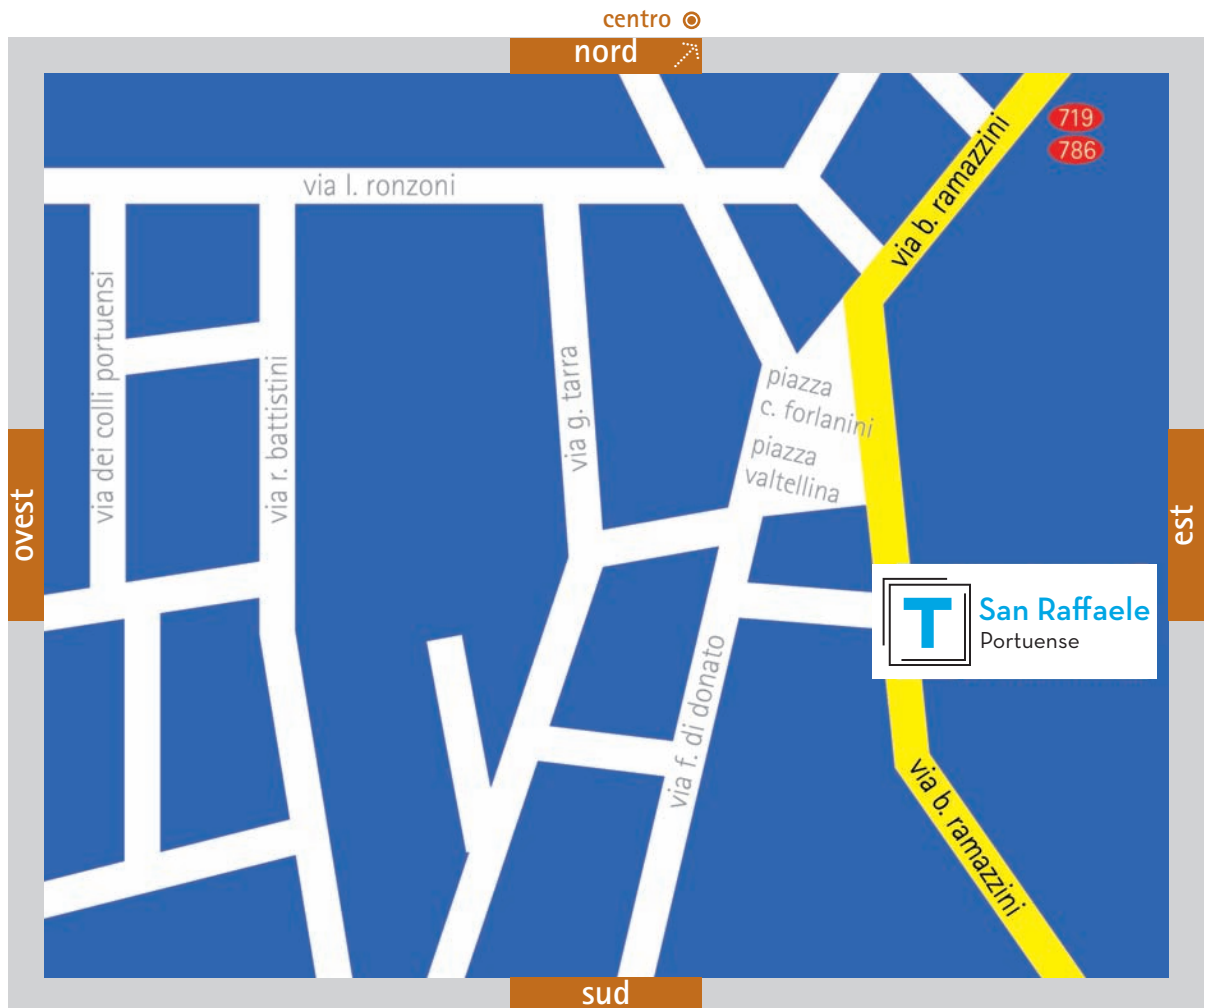 centro
nord
719
786
via b. ramazzini
via l. ronzoni
via dei colli portuensi
via r. battistini
via g. tarra
piazza
c. forlanini
piazza
valtellina
ovest
est
T
San Raffaele
Portuense
via f. di donato
via b. ramazzini
sud